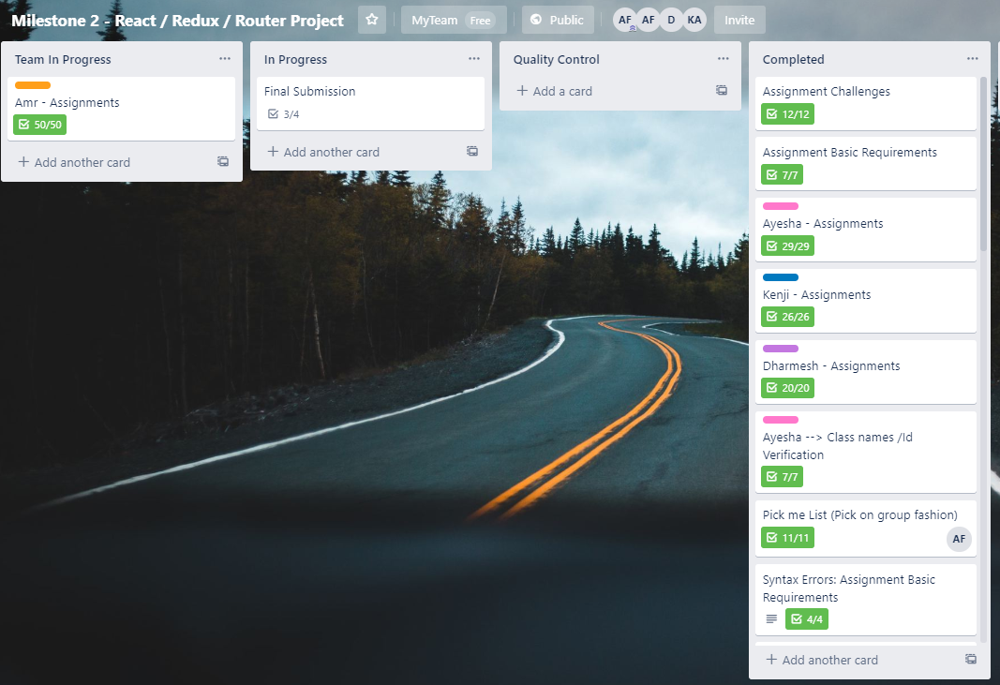 Milestone 2 - React / Redux / Router Project
MyTeam Free
Public
AF AF D KA
Invite
Team In Progress
Amr - Assignments
50/50
Add another card
In Progress
Final Submission
3/4
Add another card
Quality Control
Add a card
Completed
Assignment Challenges
12/12
Assignment Basic Requirements
7/7
Ayesha - Assignments
29/29
Kenji - Assignments
26/26
Dharmesh - Assignments
20/20
Ayesha --> Class names /Id
Verification
7/7
Pick me List (Pick on group fashion)
11/11
AF
Syntax Errors: Assignment Basic
Requirements
4/4
Add another card